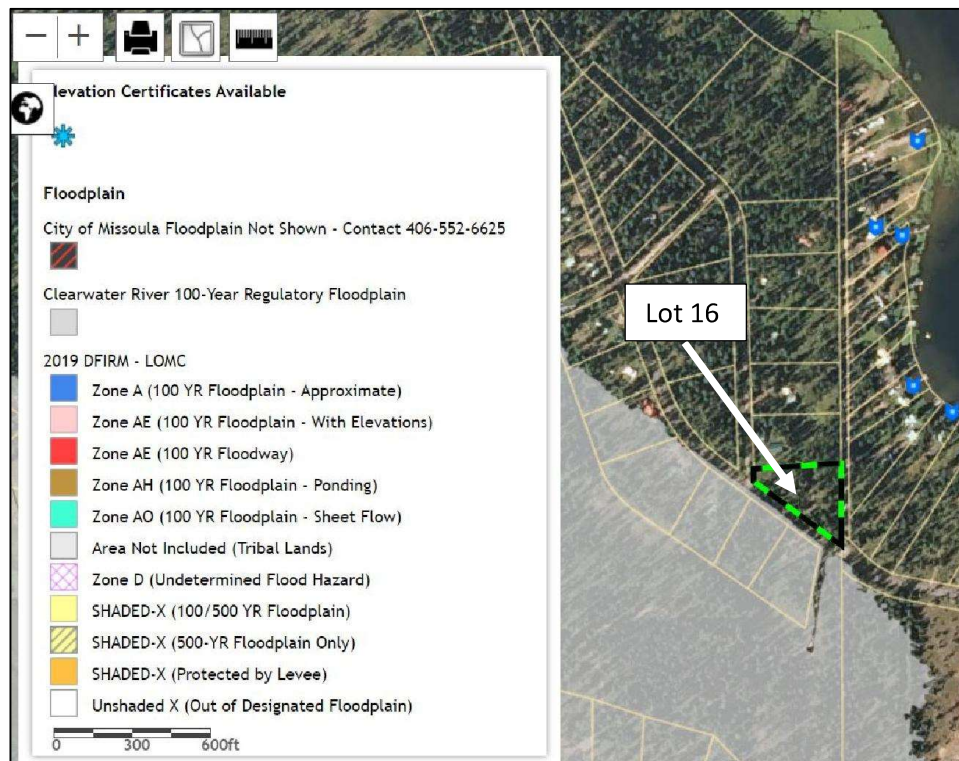 Elevation Certificates Available
Floodplain
City of Missoula Floodplain Not Shown - Contact 406-552-6625
Clearwater River 100-Year Regulatory Floodplain
2019 DFIRM - LOMC
Zone A (100 YR Floodplain - Approximate)
Zone AE (100 YR Floodplain - With Elevations)
Zone AE (100 YR Floodway)
Zone AH (100 YR Floodplain - Ponding)
Zone AO (100 YR Floodplain - Sheet Flow)
Area Not Included (Tribal Lands)
Zone D (Undetermined Flood Hazard)
SHADED-X (100/500 YR Floodplain)
SHADED-X (500-YR Floodplain Only)
SHADED-X (Protected by Levee)
Unshaded X (Out of Designated Floodplain)
0 300 600ft
Lot 16